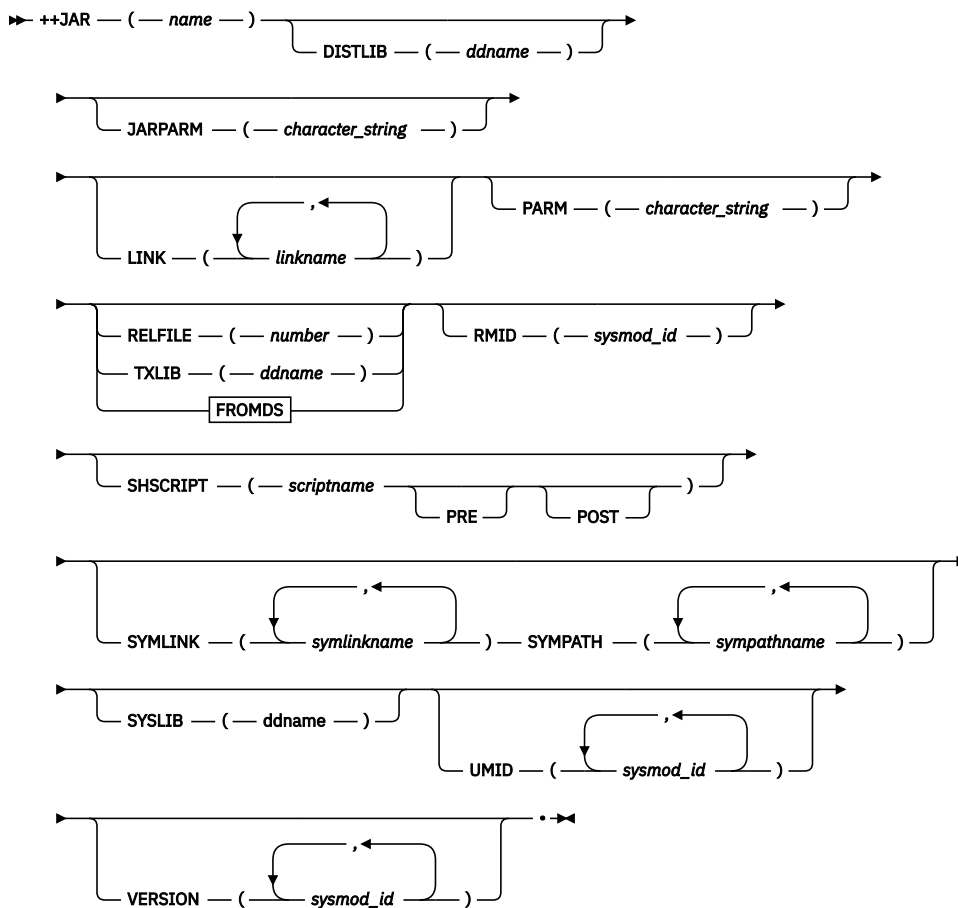 ++JAR ( name )
DISTLIB ( ddname )
JARPARM ( character_string )
,
LINK ( linkname )
PARM ( character_string )
RELFILE ( number )
TXLIB ( ddname )
FROMDS
RMID ( sysmod_id )
SHSCRIPT ( scriptname )
PRE
POST
, ,
SYMLINK ( symlinkname ) SYMPATH ( sympathname )
SYSLIB ( ddname )
,
UMID ( sysmod_id )
.
,
VERSION ( sysmod_id )